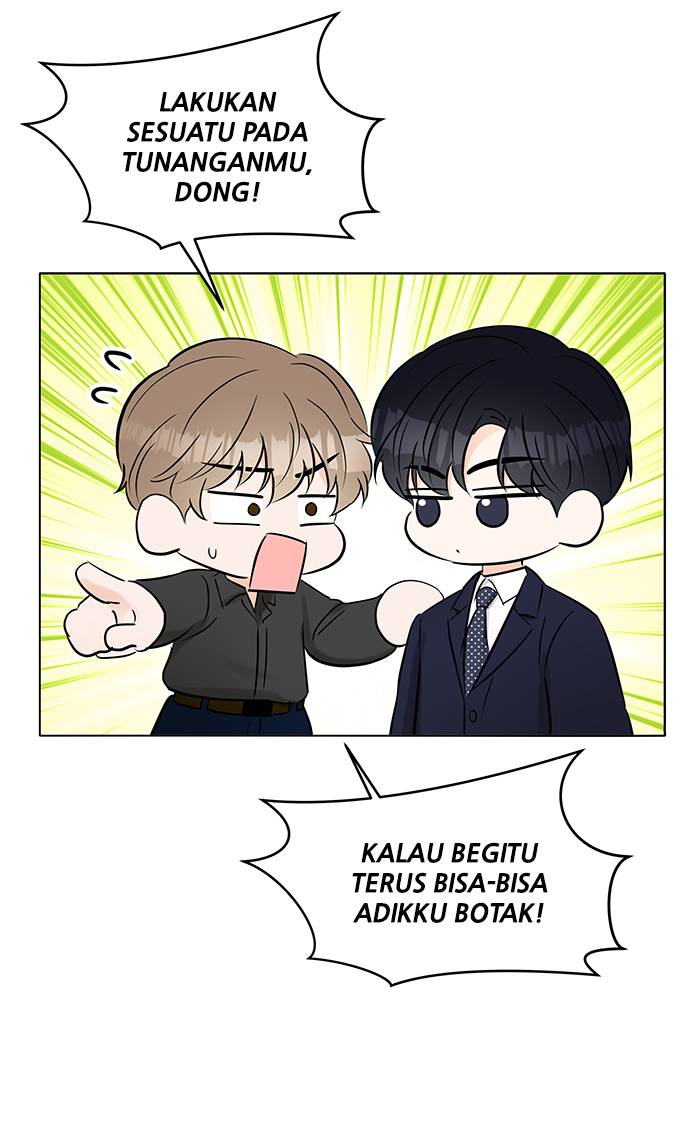 LAKUKAN
SESUATU PADA
TUNANGANMU,
DONG!
KALAU BEGITU
TERUS BISA-BISA
ADIKKU BOTAK!